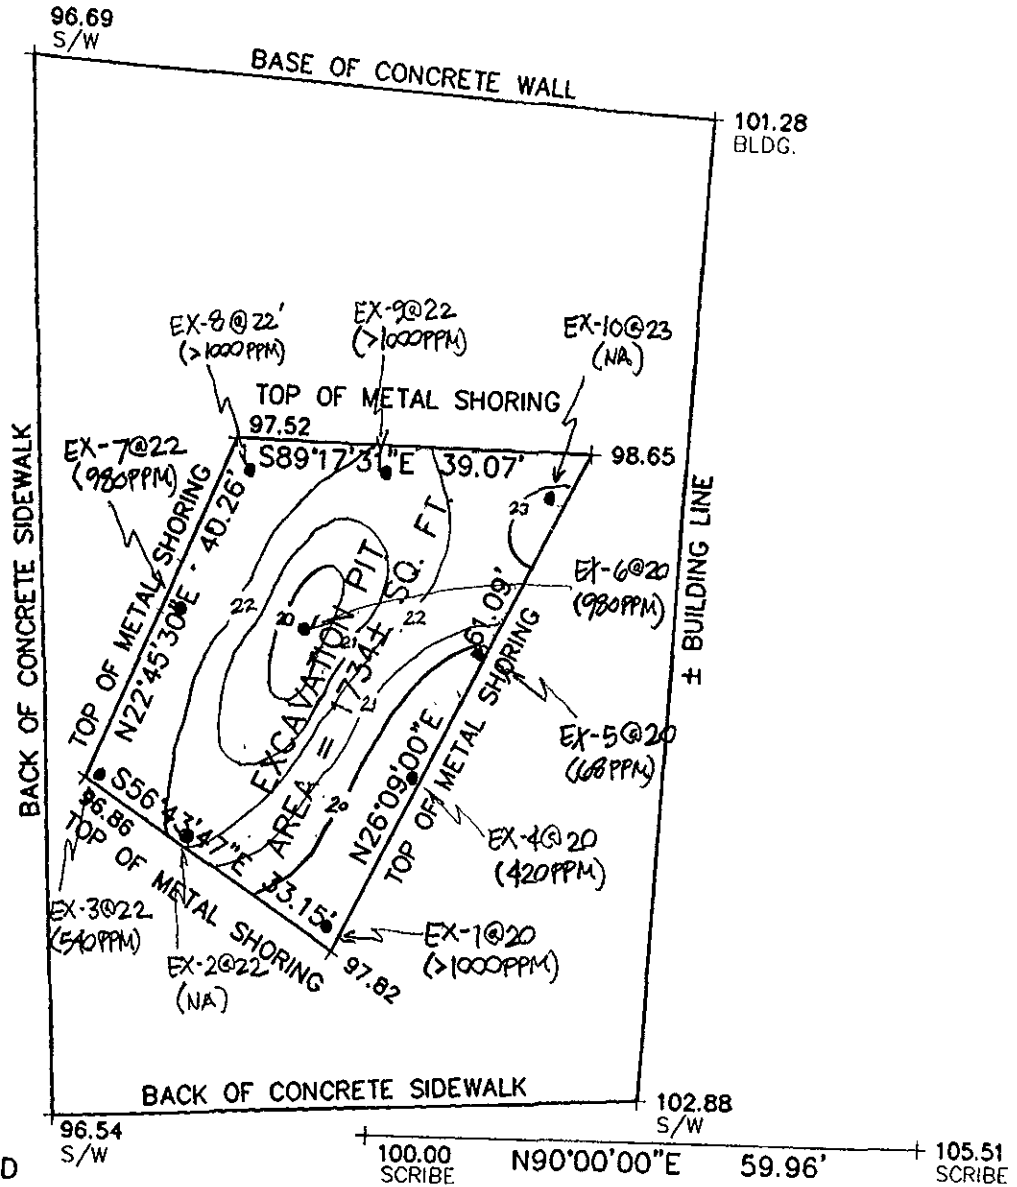 96.69
S/W
BASE OF CONCRETE WALL
101.28
BLDG.
EX-8@22'
(>1000PPM)
EX-9@22
(>1000PPM)
EX-10@23
(NA)
TOP OF METAL SHORING
97.52
S89°17'31"E 39.07'
98.65
EX-7@22
(980PPM)
BACK OF CONCRETE SIDEWALK
TOP OF METAL SHORING
N22°45'30"E 40.26'
23
22
20
21
22
21
EXCAVATION PIT
AREA = 1734± SQ. FT.
EX-6@20
(980PPM)
± BUILDING LINE
61.09'
N26°09'00"E
TOP OF METAL SHORING
EX-5@20
(68PPM)
S56°43'47"E 33.15'
96.86
TOP OF METAL SHORING
EX-4@20
(420PPM)
EX-3@22
(540PPM)
EX-2@22
(NA)
EX-1@20
(>1000PPM)
97.82
BACK OF CONCRETE SIDEWALK
96.54
S/W
102.88
S/W
D
100.00
SCRIBE
N90°00'00"E 59.96'
105.51
SCRIBE